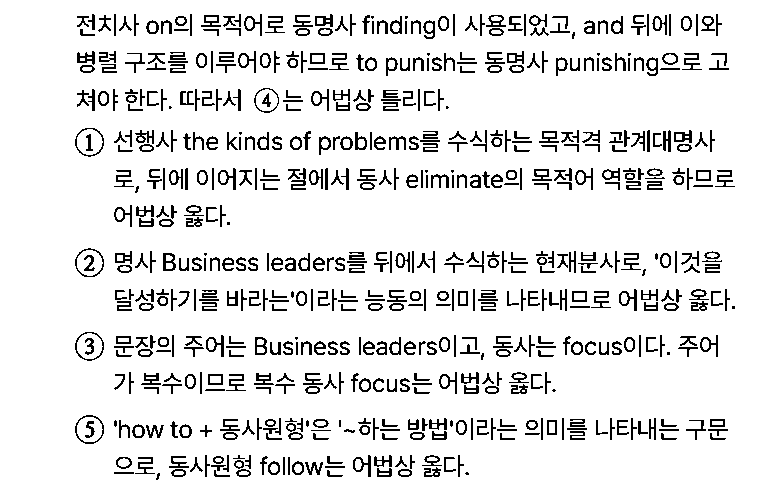 전치사 on의 목적어로 동명사 finding이 사용되었고, and 뒤에 이와
병렬 구조를 이루어야 하므로 to punish는 동명사 punishing으로 고
쳐야 한다. 따라서 ④는 어법상 틀리다.
① 선행사 the kinds of problems를 수식하는 목적격 관계대명사
로, 뒤에 이어지는 절에서 동사 eliminate의 목적어 역할을 하므로
어법상 옳다.
② 명사 Business leaders를 뒤에서 수식하는 현재분사로, '이것을
달성하기를 바라는'이라는 능동의 의미를 나타내므로 어법상 옳다.
③ 문장의 주어는 Business leaders이고, 동사는 focus이다. 주어
가 복수이므로 복수 동사 focus는 어법상 옳다.
⑤ 'how to + 동사원형'은 '~하는 방법'이라는 의미를 나타내는 구문
으로, 동사원형 follow는 어법상 옳다.